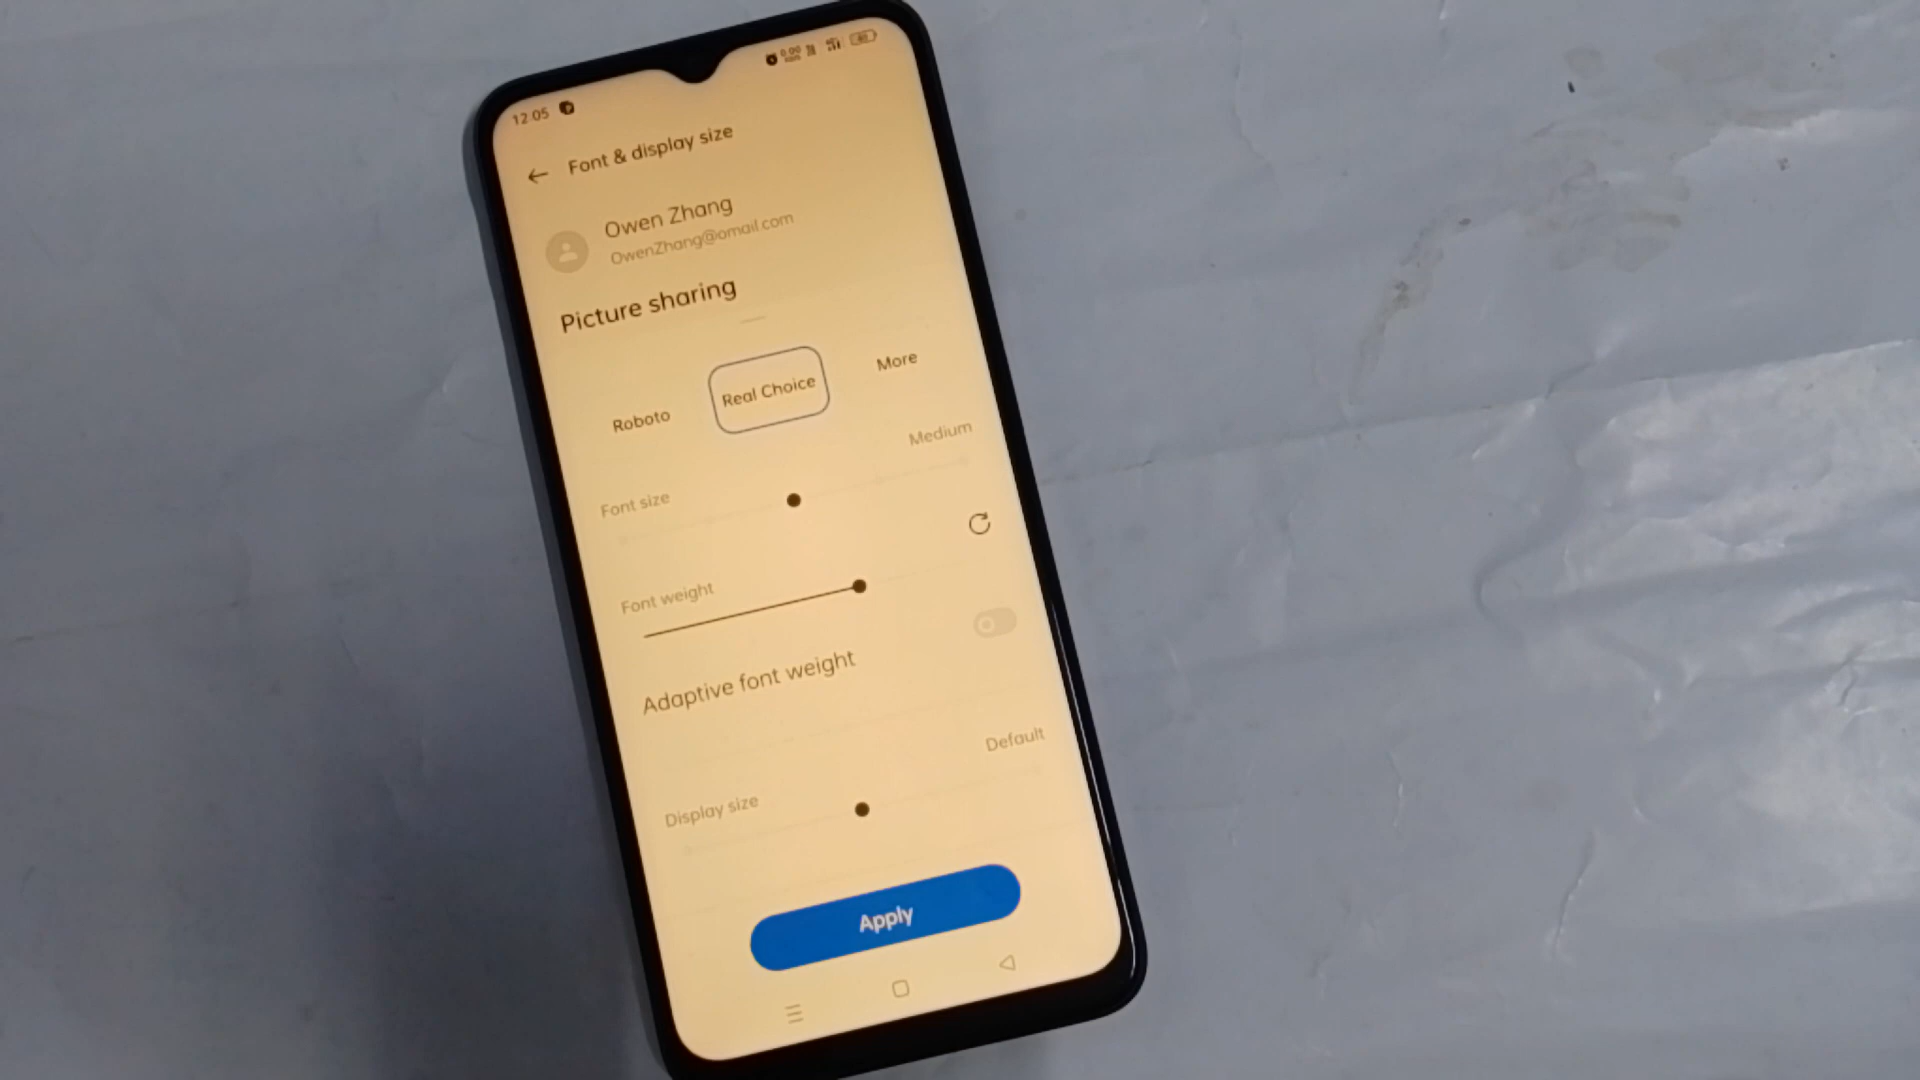 12:05
Font & display size
Owen Zhang
OwenZhang@omail.com
Picture sharing
Roboto
Real Choice
More
Font size
Medium
Font weight
Adaptive font weight
Display size
Default
Apply